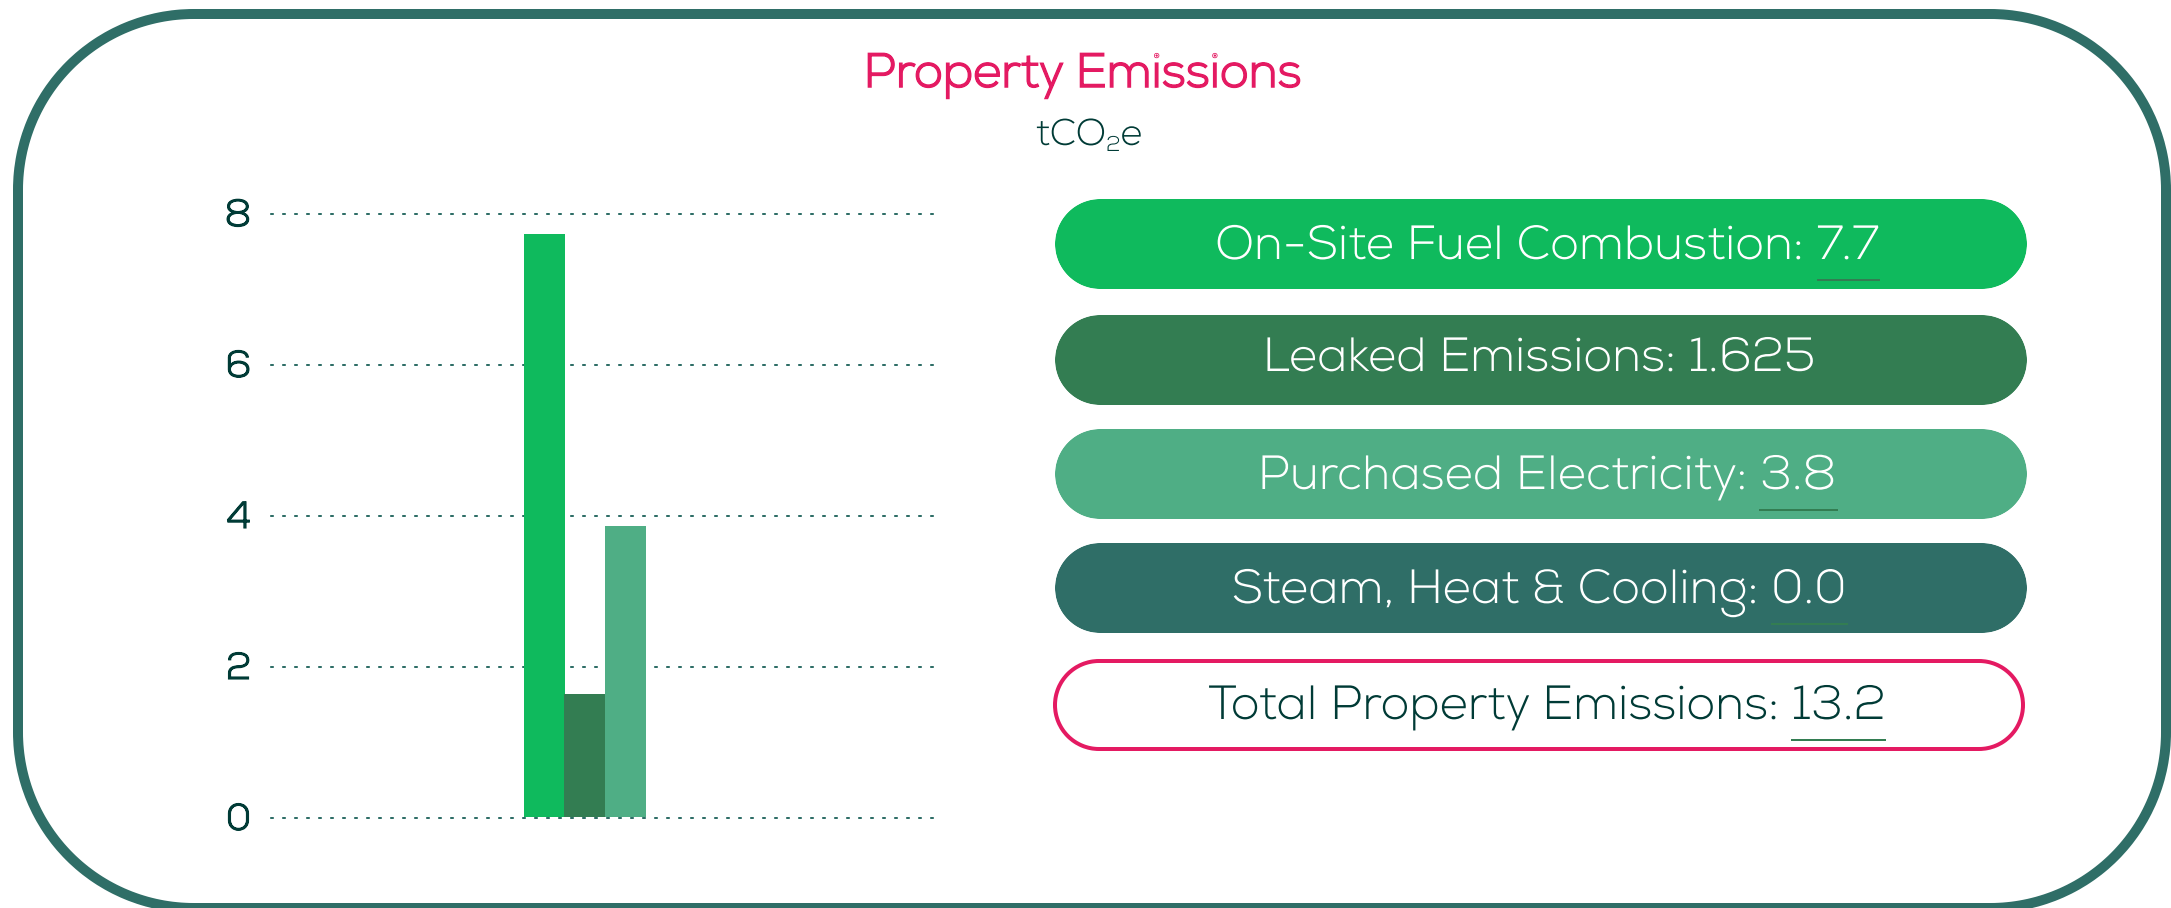 Property Emissions
tCO₂e
8
6
4
2
0
On-Site Fuel Combustion: 7.7
Leaked Emissions: 1.625
Purchased Electricity: 3.8
Steam, Heat & Cooling: 0.0
Total Property Emissions: 13.2